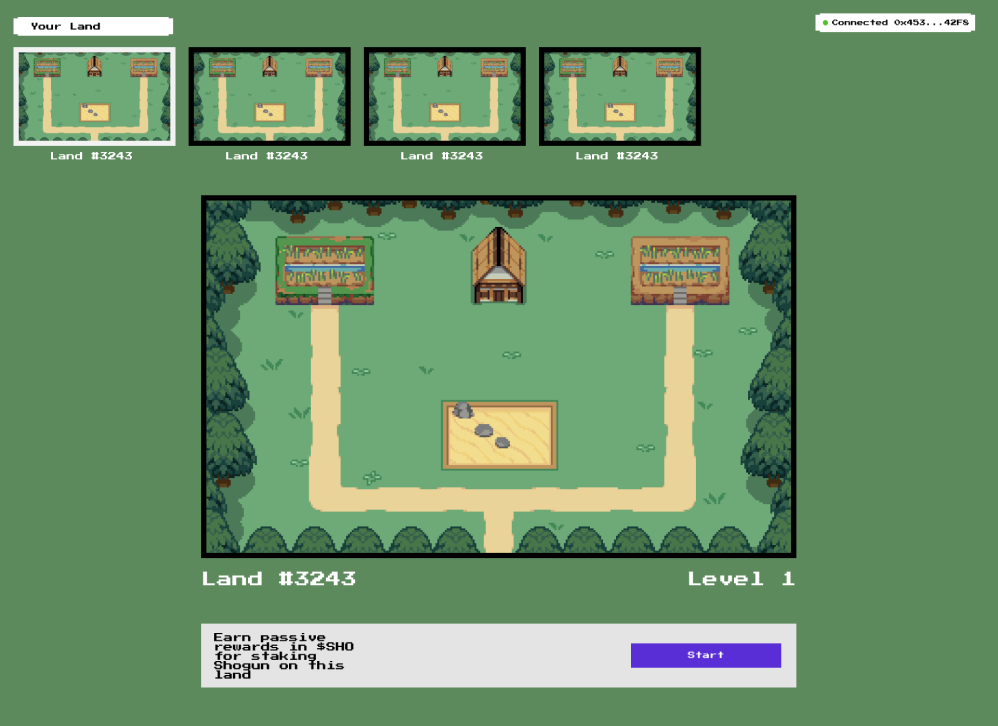 Your Land
Connected 0x453...42F8
Land #3243
Land #3243
Land #3243
Land #3243
Land #3243
Level 1
Earn passive
rewards in $SHO
for staking
Shogun on this
land
Start